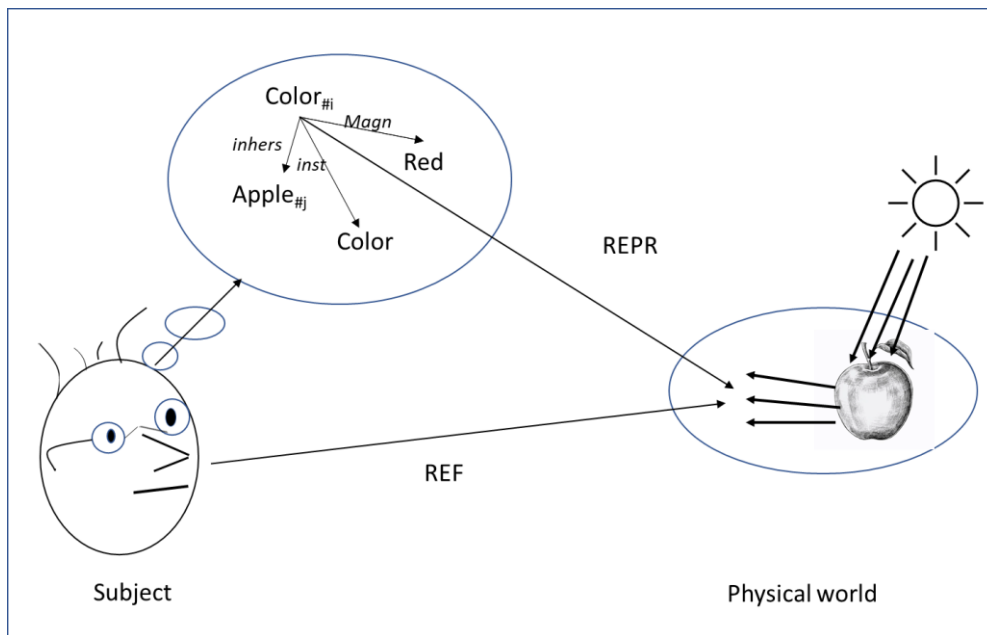 Color#i
Magn
inhers
inst
Red
Apple#j
Color
REPR
REF
Subject
Physical world